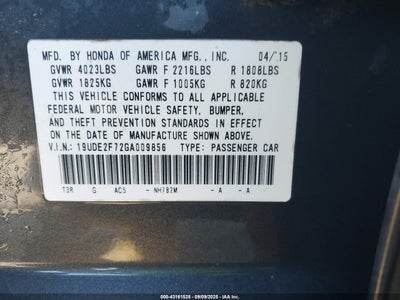 MFD. BY HONDA OF AMERICA MFG., INC. 04/15
GVWR 4023LBS GAWR F 2216LBS R 1808LBS
GVWR 1825KG GAWR F 1005KG R 820KG
THIS VEHICLE CONFORMS TO ALL APPLICABLE
FEDERAL MOTOR VEHICLE SAFETY, BUMPER,
AND THEFT PREVENTION STANDARDS IN EFFECT ON
THE DATE OF MANUFACTURE SHOWN ABOVE.
V.I.N.: 19UDE2F72GA009856 TYPE: PASSENGER CAR
G AC5 - NH782M - A - A
000-43161525 - 09/09/2025 - IAA Inc.